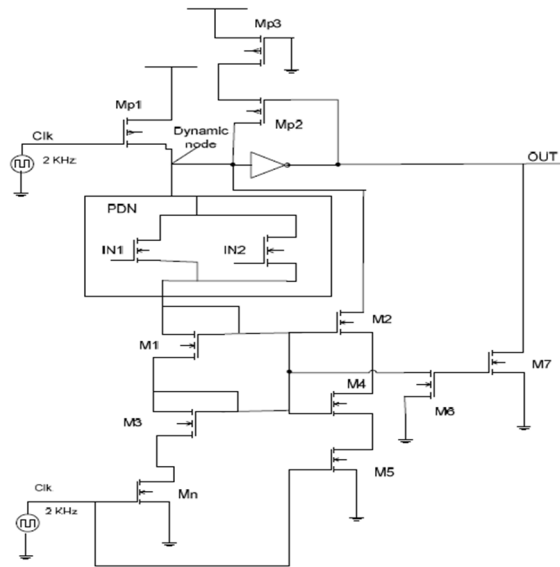 Mp3
Mp1
Clk
2 KHz
Mp2
Dynamic
node
OUT
PDN
IN1
IN2
M1
M2
M3
M4
M6
M7
M5
Clk
2 KHz
Mn